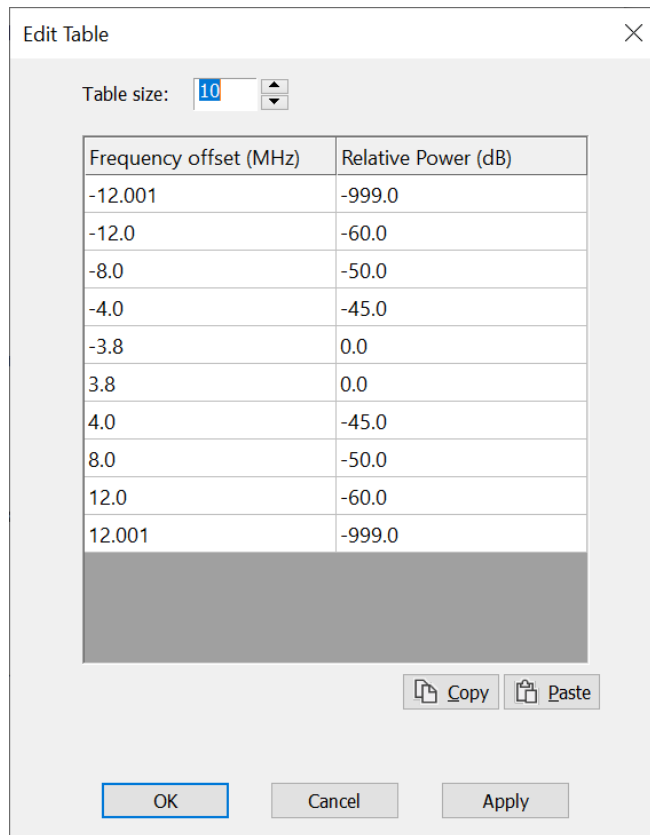 Edit Table
Table size: 10
Frequency offset (MHz) Relative Power (dB)
-12.001 -999.0
-12.0 -60.0
-8.0 -50.0
-4.0 -45.0
-3.8 0.0
3.8 0.0
4.0 -45.0
8.0 -50.0
12.0 -60.0
12.001 -999.0
Copy Paste
OK Cancel Apply